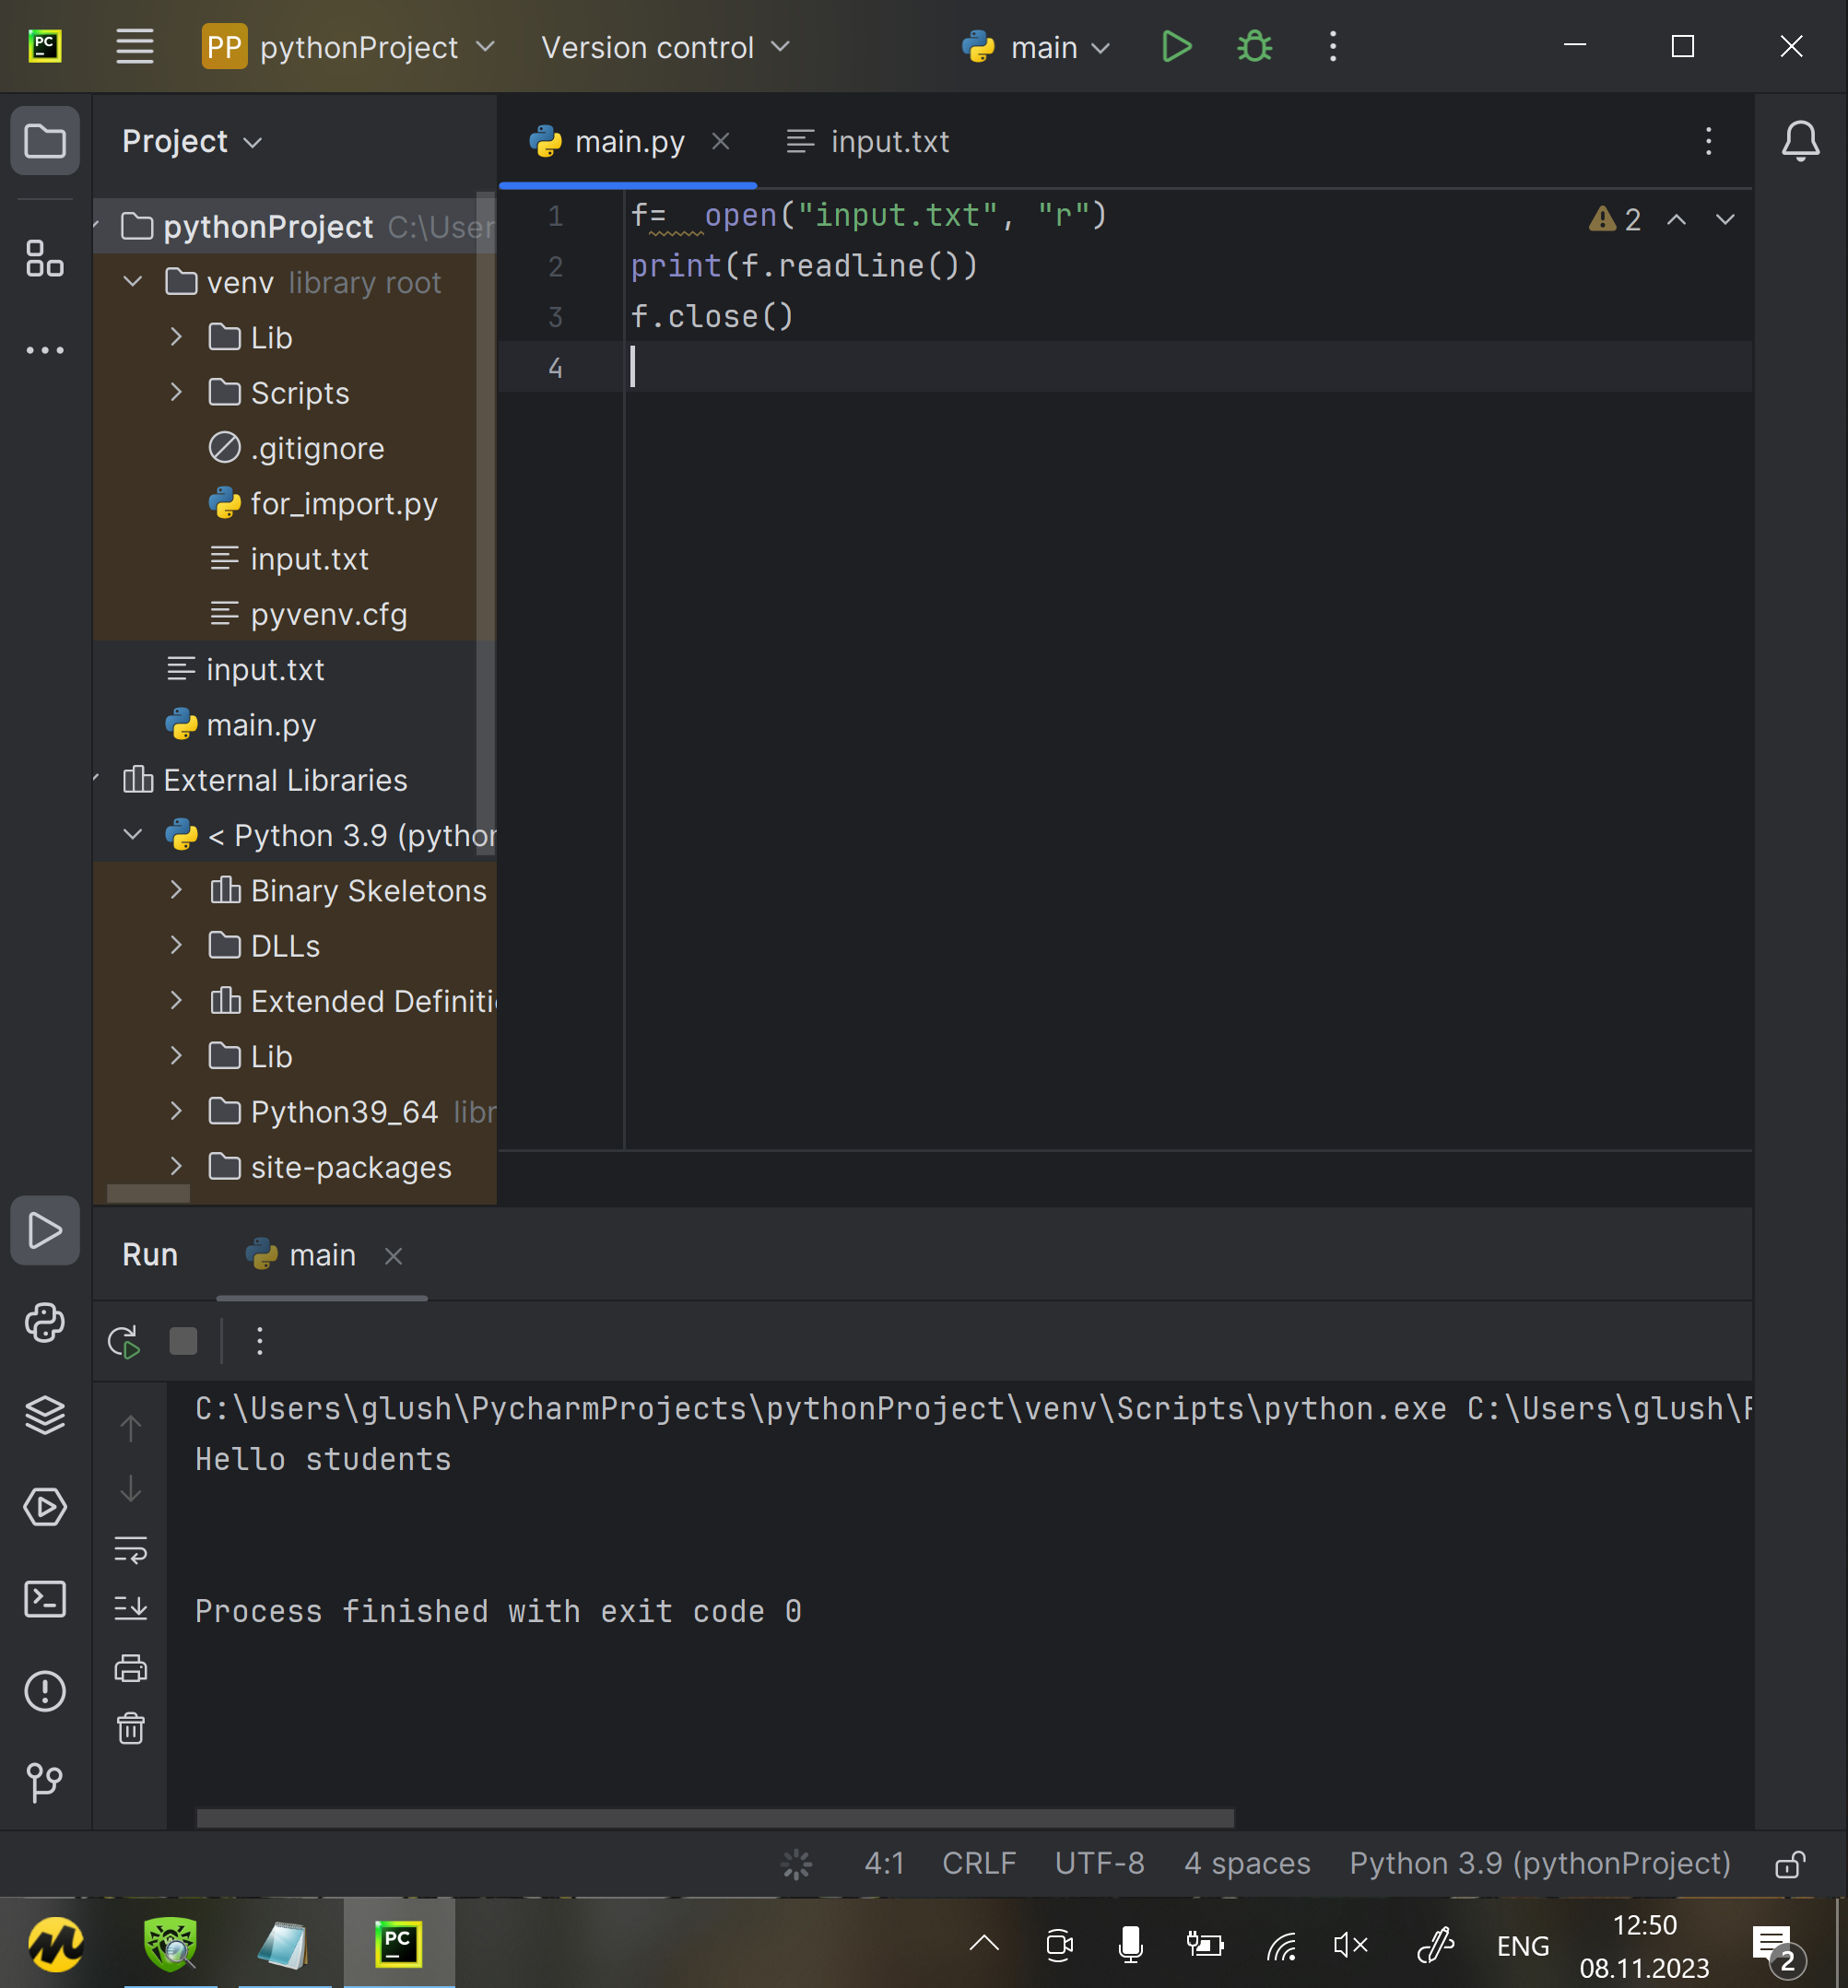 PC PP pythonProject Version control main
Project
main.py
input.txt
pythonProject C:\User
venv library root
Lib
Scripts
.gitignore
for_import.py
input.txt
pyvenv.cfg
input.txt
main.py
External Libraries
< Python 3.9 (python
Binary Skeletons
DLLs
Extended Definiti
Lib
Python39_64 libr
site-packages
1 f=  open("input.txt", "r")
2 print(f.readline())
3 f.close()
4
2
Run main
C:\Users\glush\PycharmProjects\pythonProject\venv\Scripts\python.exe C:\Users\glush\P
Hello students
Process finished with exit code 0
4:1 CRLF UTF-8 4 spaces Python 3.9 (pythonProject)
PC
ENG
12:50
08.11.2023
2